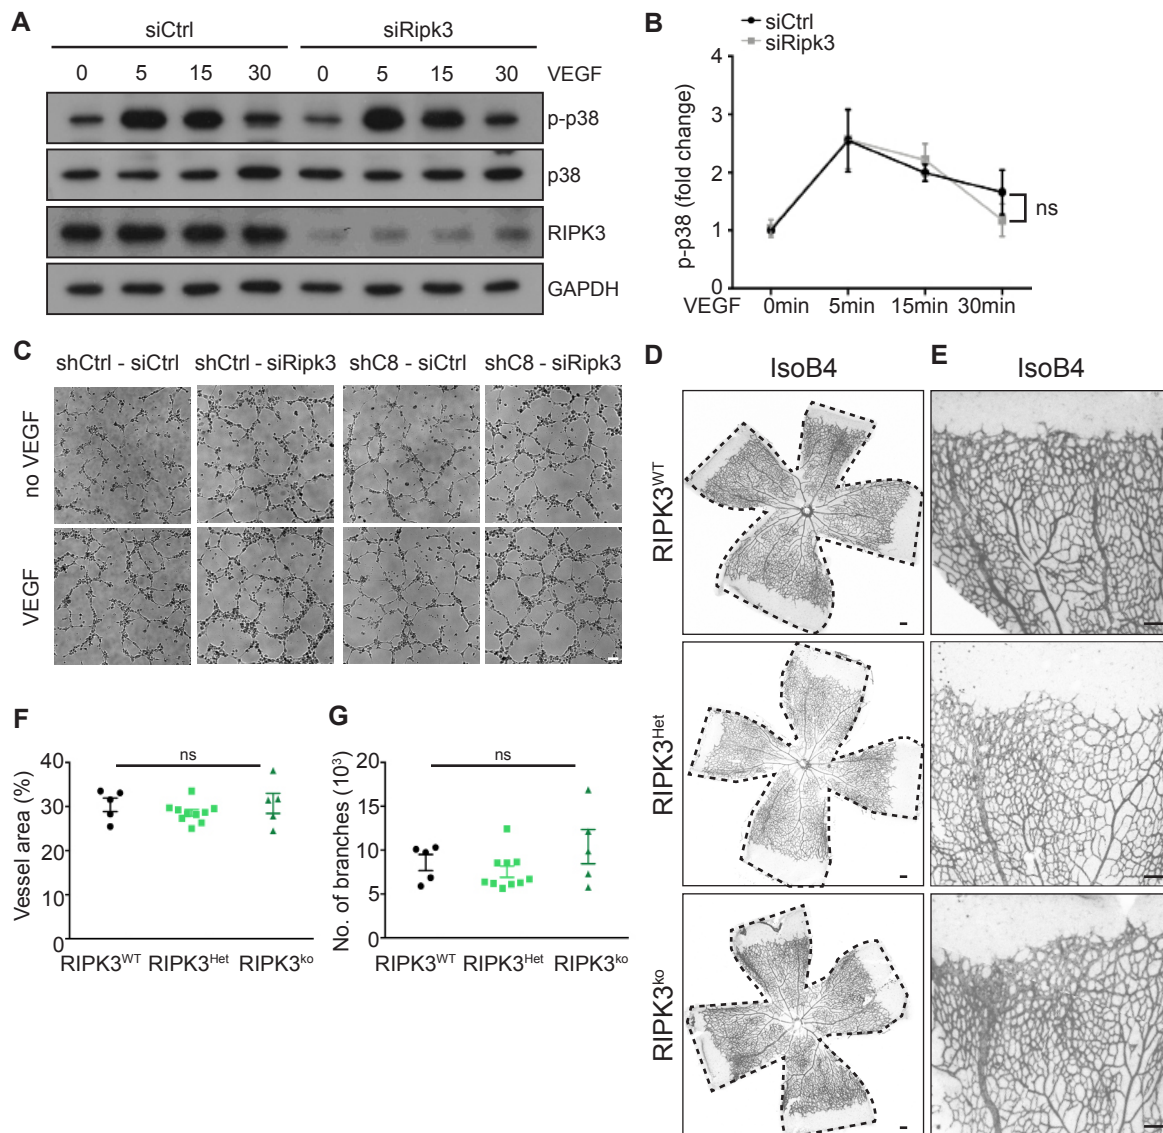 A
siCtrl siRipk3
0 5 15 30 0 5 15 30 VEGF
p-p38
p38
RIPK3
GAPDH
B
siCtrl
siRipk3
p-p38 (fold change)
4
3
2
1
0
ns
VEGF 0min 5min 15min 30min
C
shCtrl - siCtrl shCtrl - siRipk3 shC8 - siCtrl shC8 - siRipk3
no VEGF
VEGF
D
IsoB4
E
IsoB4
RIPK3WT
RIPK3Het
RIPK3ko
F
ns
Vessel area (%)
40
30
20
10
0
RIPK3WT RIPK3Het RIPK3ko
G
ns
No. of branches (10³)
20
15
10
5
0
RIPK3WT RIPK3Het RIPK3ko